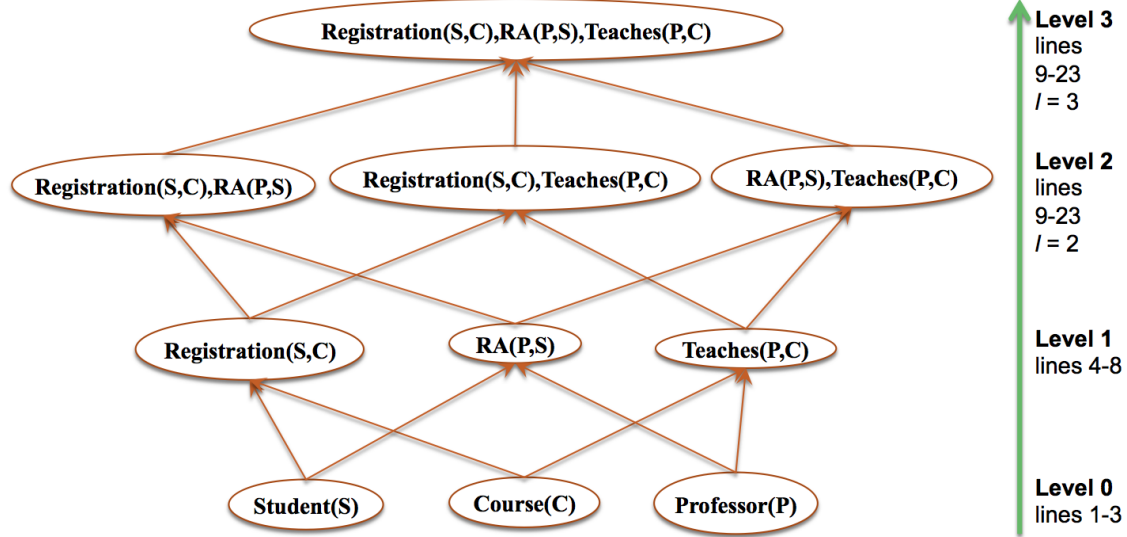 Registration(S,C),RA(P,S),Teaches(P,C)
Level 3
lines
9-23
l = 3
Registration(S,C),RA(P,S)
Registration(S,C),Teaches(P,C)
RA(P,S),Teaches(P,C)
Level 2
lines
9-23
l = 2
Registration(S,C)
RA(P,S)
Teaches(P,C)
Level 1
lines 4-8
Student(S)
Course(C)
Professor(P)
Level 0
lines 1-3